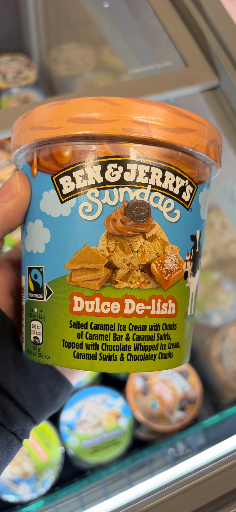 BEN & JERRY'S
Sundae
Dulce De-lish
FAIRTRADE
Salted Caramel Ice Cream with Chunks
of Caramel Bar & Caramel Swirls,
Topped with Chocolate Whipped Ice Cream,
Caramel Swirls & Chocolatey Chunks